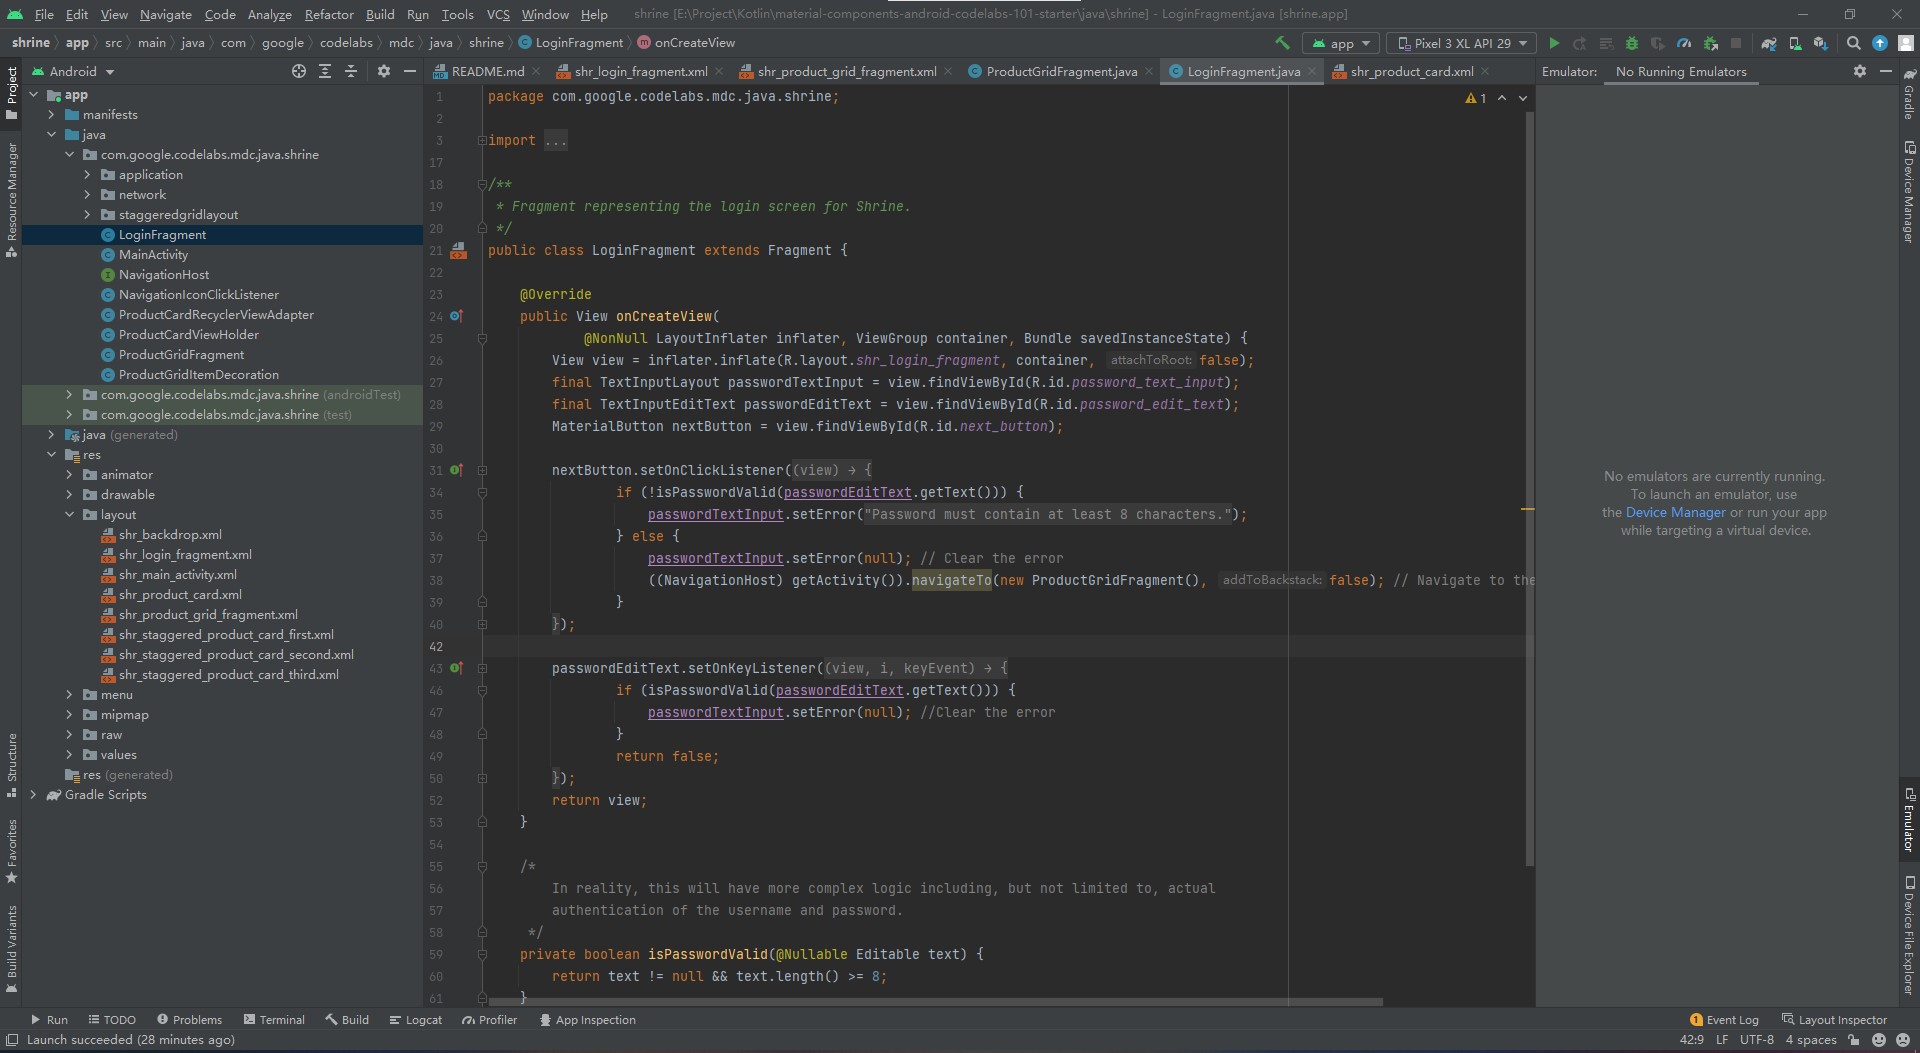 File Edit View Navigate Code Analyze Refactor Build Run Tools VCS Window Help shrine [E:\Project\Kotlin\material-components-android-codelabs-101-starter\java\shrine] - LoginFragment.java [shrine.app]
shrine app src main java com google codelabs mdc java shrine LoginFragment onCreateView app Pixel 3 XL API 29
Android README.md shr_login_fragment.xml shr_product_grid_fragment.xml ProductGridFragment.java LoginFragment.java shr_product_card.xml Emulator: No Running Emulators
Project
Resource Manager
Structure
Favorites
Build Variants
app
manifests
java
com.google.codelabs.mdc.java.shrine
application
network
staggeredgridlayout
LoginFragment
MainActivity
NavigationHost
NavigationIconClickListener
ProductCardRecyclerViewAdapter
ProductCardViewHolder
ProductGridFragment
ProductGridItemDecoration
com.google.codelabs.mdc.java.shrine (androidTest)
com.google.codelabs.mdc.java.shrine (test)
java (generated)
res
animator
drawable
layout
shr_backdrop.xml
shr_login_fragment.xml
shr_main_activity.xml
shr_product_card.xml
shr_product_grid_fragment.xml
shr_staggered_product_card_first.xml
shr_staggered_product_card_second.xml
shr_staggered_product_card_third.xml
menu
mipmap
raw
values
res (generated)
Gradle Scripts
1 package com.google.codelabs.mdc.java.shrine; 1
2
3 import ...
17
18 /**
19 * Fragment representing the login screen for Shrine.
20 */
21 public class LoginFragment extends Fragment {
22
23 @Override
24 public View onCreateView(
25 @NonNull LayoutInflater inflater, ViewGroup container, Bundle savedInstanceState) {
26 View view = inflater.inflate(R.layout.shr_login_fragment, container, attachToRoot: false);
27 final TextInputLayout passwordTextInput = view.findViewById(R.id.password_text_input);
28 final TextInputEditText passwordEditText = view.findViewById(R.id.password_edit_text);
29 MaterialButton nextButton = view.findViewById(R.id.next_button);
30
31 nextButton.setOnClickListener((view) → {
34 if (!isPasswordValid(passwordEditText.getText())) {
35 passwordTextInput.setError("Password must contain at least 8 characters.");
36 } else {
37 passwordTextInput.setError(null); // Clear the error
38 ((NavigationHost) getActivity()).navigateTo(new ProductGridFragment(), addToBackstack: false); // Navigate to the
39 }
40 });
42
43 passwordEditText.setOnKeyListener((view, i, keyEvent) → {
46 if (isPasswordValid(passwordEditText.getText())) {
47 passwordTextInput.setError(null); //Clear the error
48 }
49 return false;
50 });
52 return view;
53 }
54
55 /*
56 In reality, this will have more complex logic including, but not limited to, actual
57 authentication of the username and password.
58 */
59 private boolean isPasswordValid(@Nullable Editable text) {
60 return text != null && text.length() >= 8;
61 }
No emulators are currently running.
To launch an emulator, use
the Device Manager or run your app
while targeting a virtual device.
Gradle
Device Manager
Emulator
Device File Explorer
Run TODO Problems Terminal Build Logcat Profiler App Inspection 1 Event Log Layout Inspector
Launch succeeded (28 minutes ago) 42:9 LF UTF-8 4 spaces